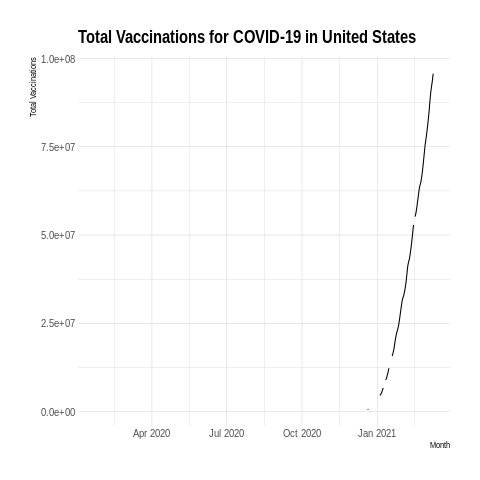 Total Vaccinations for COVID-19 in United States
Total Vaccinations
1.0e+08
7.5e+07
5.0e+07
2.5e+07
0.0e+00
Apr 2020 Jul 2020 Oct 2020 Jan 2021
Month